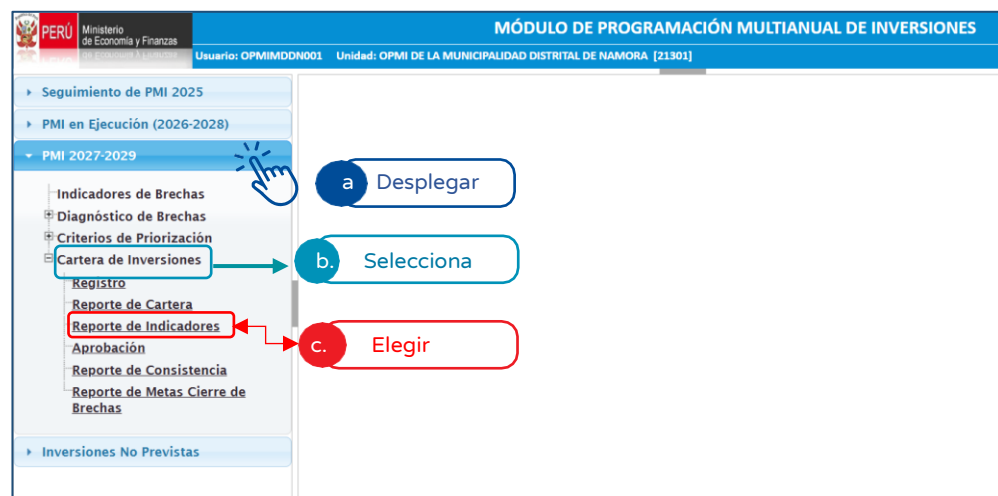 PERÚ
Ministerio
de Economía y Finanzas
MÓDULO DE PROGRAMACIÓN MULTIANUAL DE INVERSIONES
Usuario: OPMIMDDN001 Unidad: OPMI DE LA MUNICIPALIDAD DISTRITAL DE NAMORA [21301]
Seguimiento de PMI 2025
PMI en Ejecución (2026-2028)
PMI 2027-2029
Indicadores de Brechas
Diagnóstico de Brechas
Criterios de Priorización
Cartera de Inversiones
Registro
Reporte de Cartera
Reporte de Indicadores
Aprobación
Reporte de Consistencia
Reporte de Metas Cierre de
Brechas
Inversiones No Previstas
a Desplegar
b. Selecciona
c. Elegir